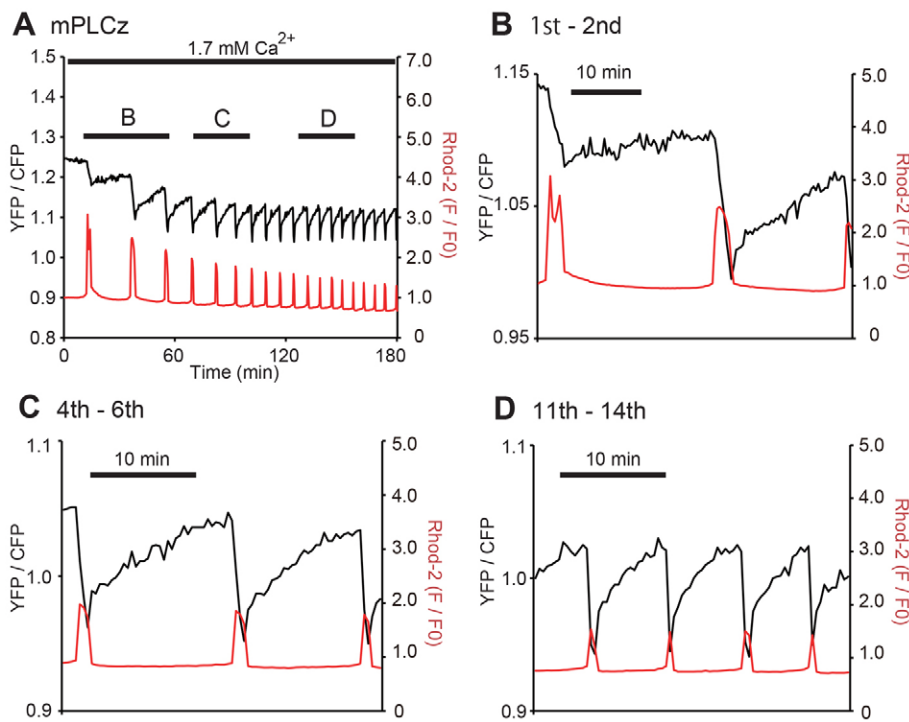 A mPLCz
1.7 mM Ca2+
1.5
1.4
1.3
1.2
1.1
1.0
0.9
0.8
YFP / CFP
B
C
D
7.0
6.0
5.0
4.0
3.0
2.0
1.0
0
Rhod-2 (F / F0)
0
60
120
180
Time (min)
B 1st - 2nd
10 min
1.15
1.05
0.95
YFP / CFP
5.0
4.0
3.0
2.0
1.0
0
Rhod-2 (F / F0)
C 4th - 6th
10 min
1.1
1.0
0.9
YFP / CFP
5.0
4.0
3.0
2.0
1.0
0
Rhod-2 (F / F0)
D 11th - 14th
10 min
1.1
1.0
0.9
YFP / CFP
5.0
4.0
3.0
2.0
1.0
0
Rhod-2 (F / F0)